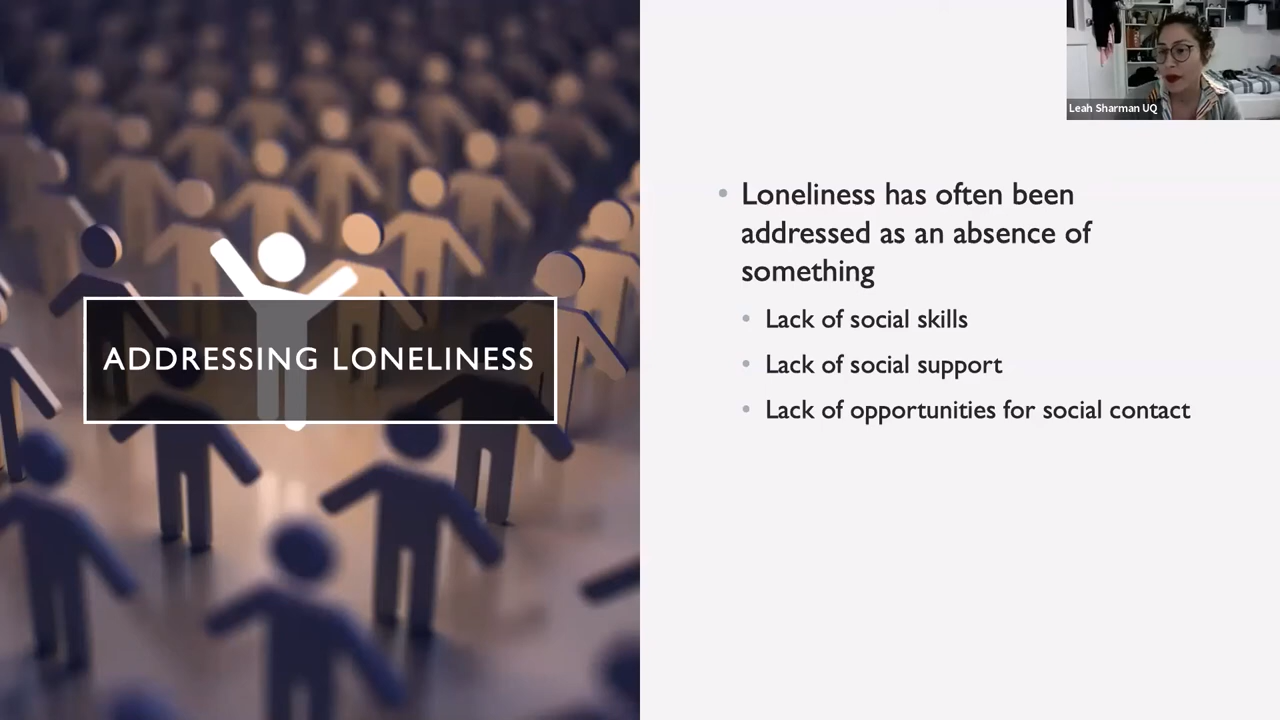 Leah Sharman UQ
ADDRESSING LONELINESS
Loneliness has often been
addressed as an absence of
something
Lack of social skills
Lack of social support
Lack of opportunities for social contact